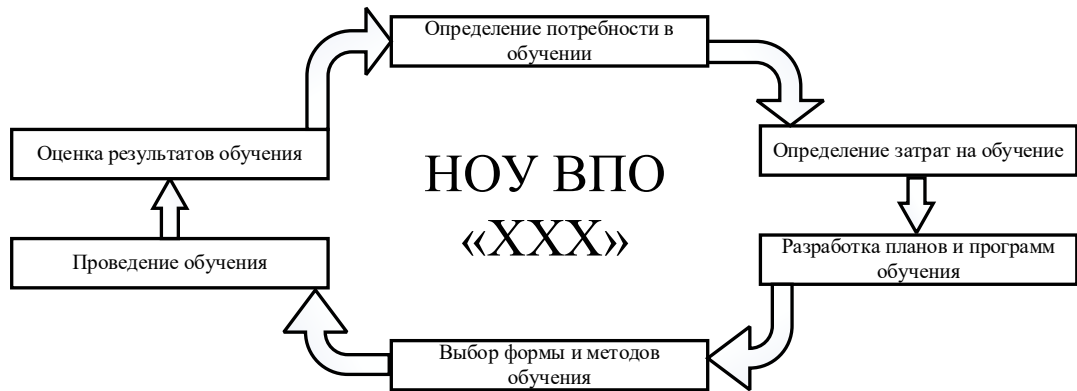 Определение потребности в
обучении
Оценка результатов обучения
Определение затрат на обучение
НОУ ВПО
«ХХХ»
Проведение обучения
Разработка планов и программ
обучения
Выбор формы и методов
обучения